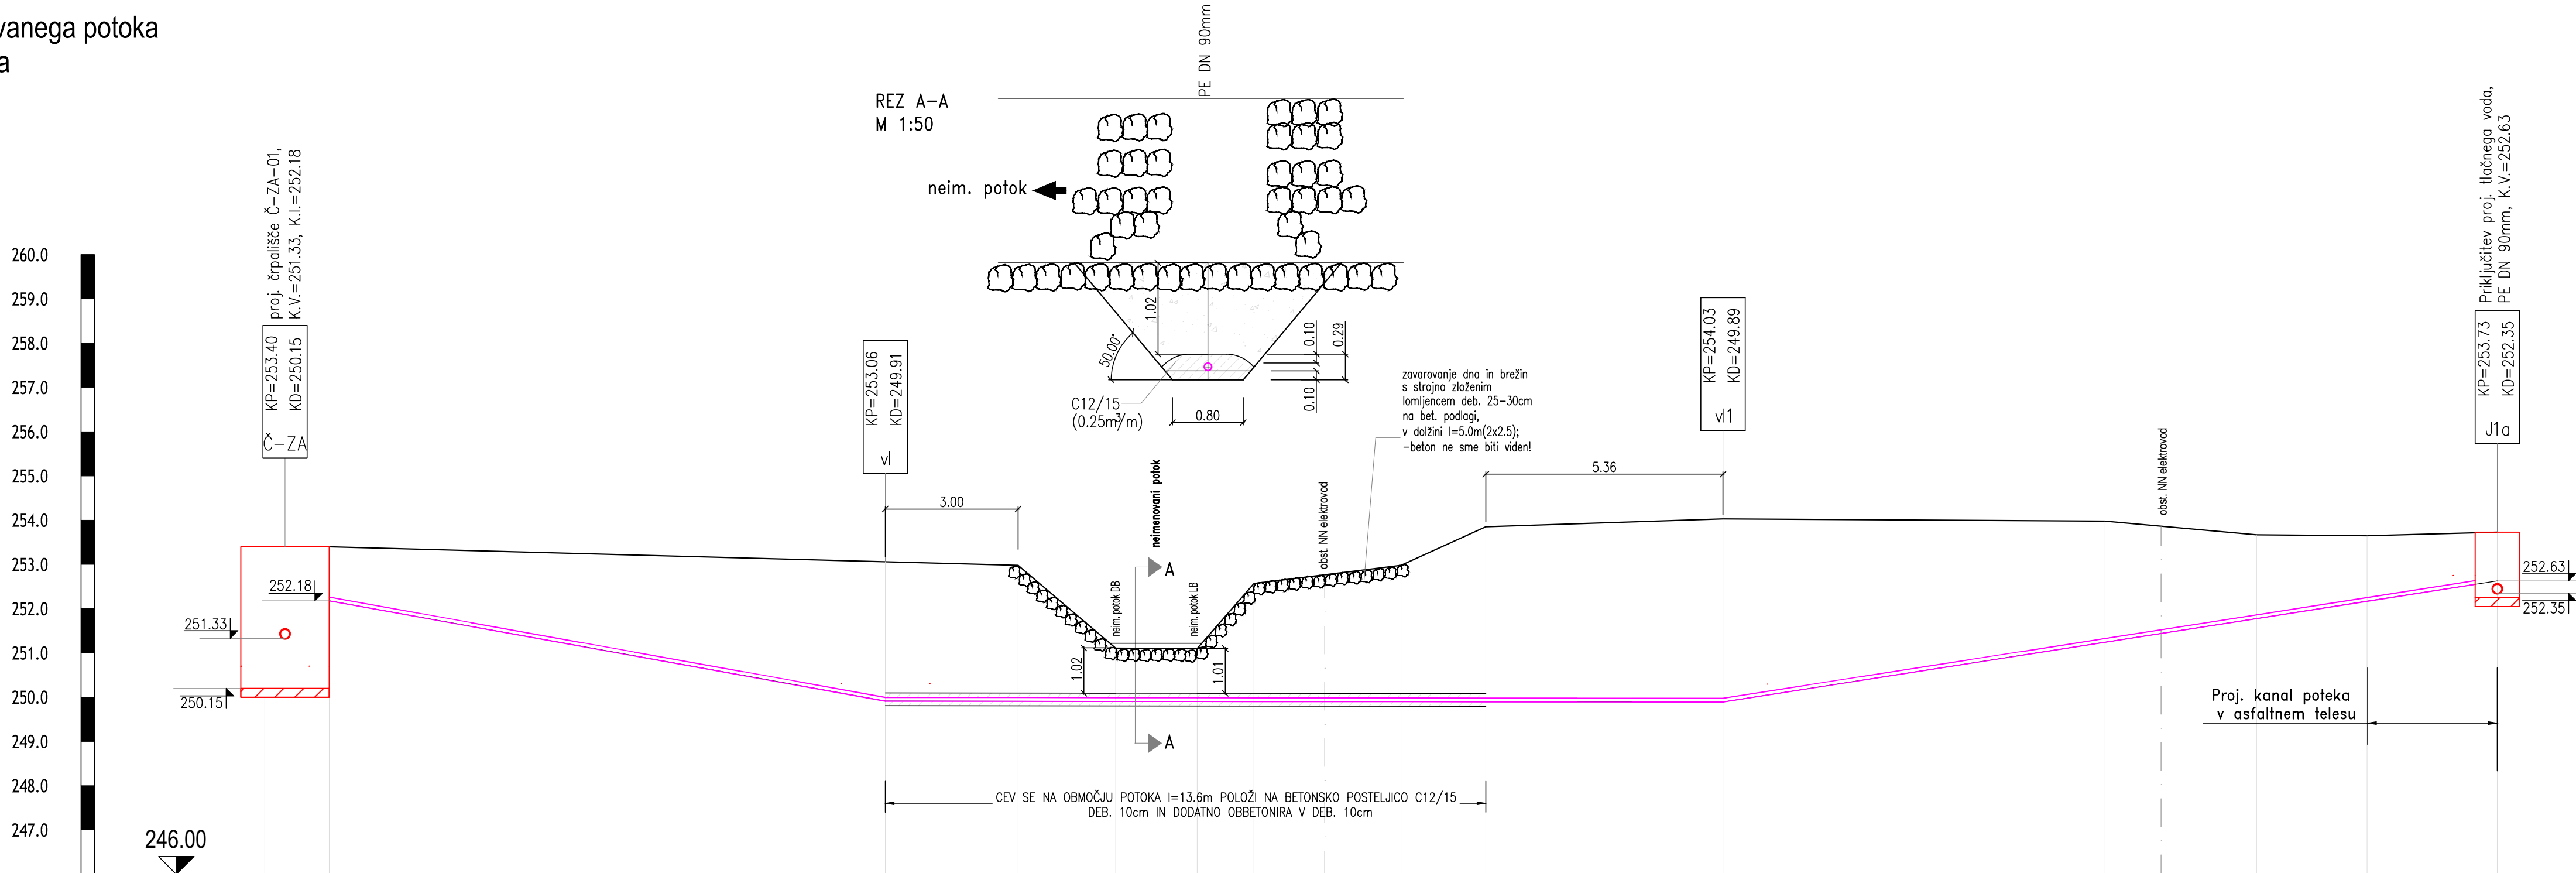 vanega potoka
a
REZ A-A
M 1:50
PE DN 90mm
neim. potok
1.02
50.00°
0.10
0.29
0.10
0.80
C12/15
(0.25m³/m)
zavarovanje dna in brežin
s strojno zloženim
lomljencem deb. 25-30cm
na bet. podlagi,
v dolžini l=5.0m(2x2.5);
-beton ne sme biti viden!
260.0
259.0
258.0
257.0
256.0
255.0
254.0
253.0
252.0
251.0
250.0
249.0
248.0
247.0
246.00
proj. črpališče Č-ZA-01,
K.V.=251.33, K.I.=252.18
KP=253.40
KD=250.15
Č-ZA
252.18
251.33
250.15
KP=253.06
KD=249.91
vl
3.00
neimenovani potok
A
A
neim. potok DB
neim. potok LB
1.02
1.01
obst. NN elektrovod
5.36
KP=254.03
KD=249.89
vl1
obst. NN elektrovod
Priključitev proj. tlačnega voda,
PE DN 90mm, K.V.=252.63
KP=253.73
KD=252.35
J1a
252.63
252.35
Proj. kanal poteka
v asfaltnem telesu
CEV SE NA OBMOČJU POTOKA l=13.6m POLOŽI NA BETONSKO POSTELJICO C12/15
DEB. 10cm IN DODATNO OBBETONIRA V DEB. 10cm